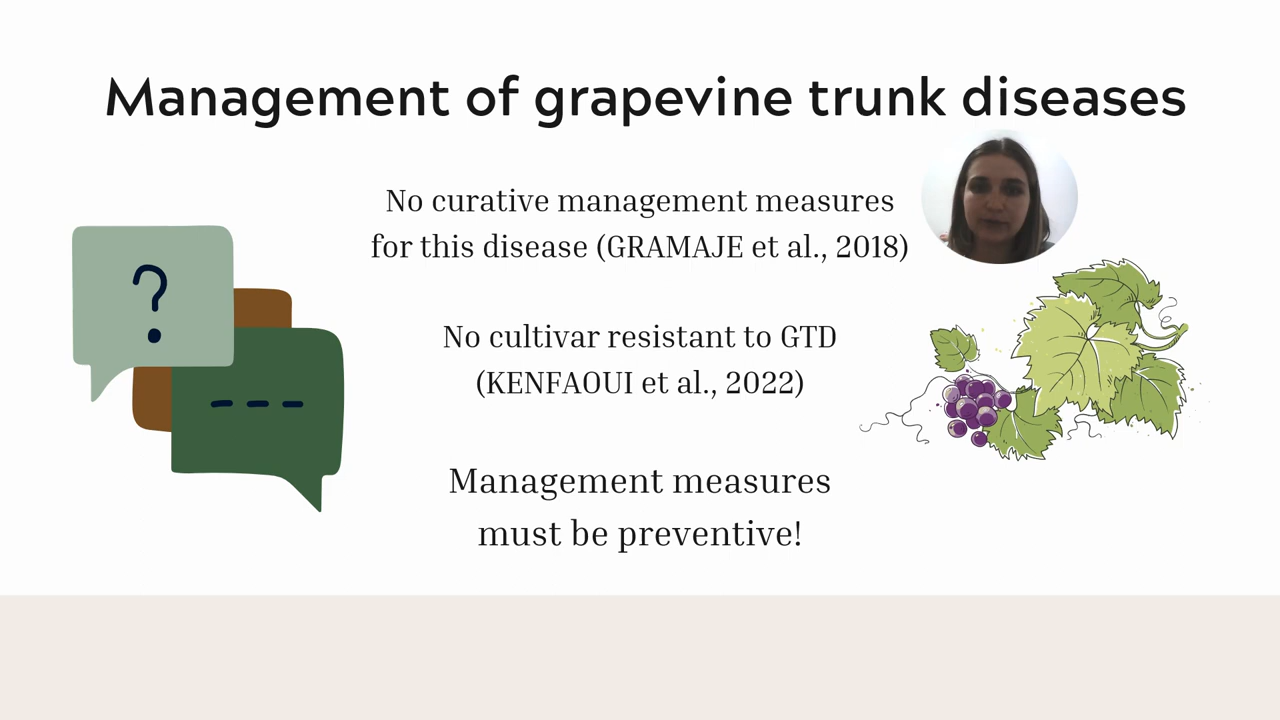 Management of grapevine trunk diseases
No curative management measures
for this disease (GRAMAJE et al., 2018)
No cultivar resistant to GTD
(KENFAOUI et al., 2022)
Management measures
must be preventive!
?